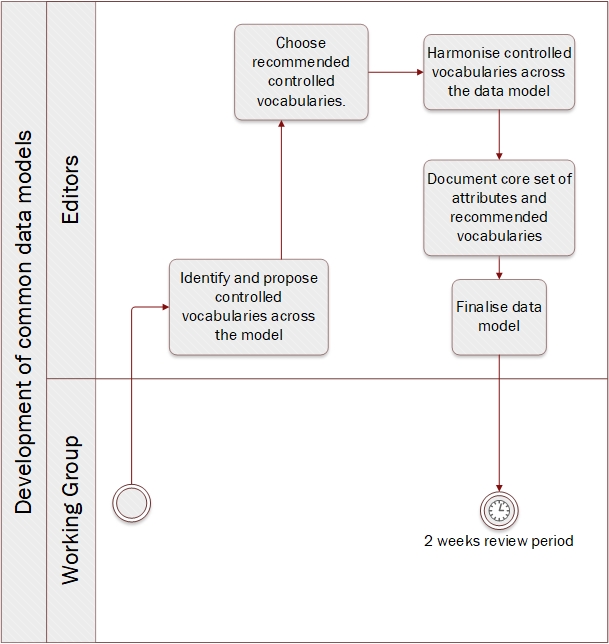 Development of common data models
Editors
Choose
recommended
controlled
vocabularies.
Harmonise controlled
vocabularies across
the data model
Document core set of
attributes and
recommended
vocabularies
Identify and propose
controlled
vocabularies across
the model
Finalise data
model
Working Group
2 weeks review period